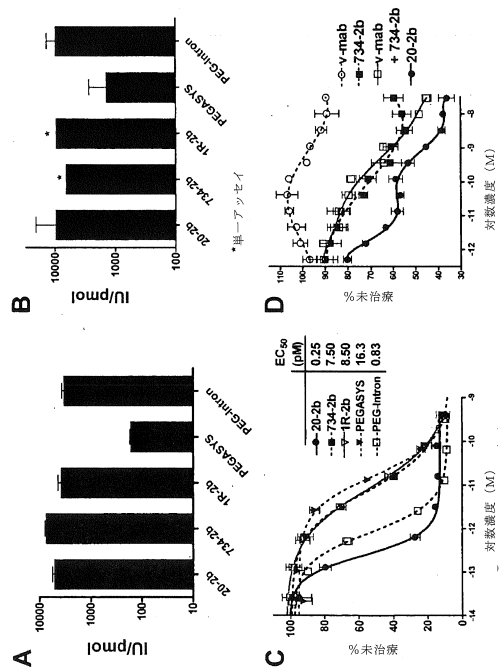 A
IU/pmol
10000
1000
100
10
20-2b
734-2b
1R-2b
PEGASYS
PEG-Intron
B
IU/pmol
10000
1000
100
20-2b
734-2b
*
1R-2b
*
PEGASYS
PEG-Intron
*単一アッセイ
C
%未治療
100
80
60
40
20
0
-14
-13
-12
-11
-10
-9
対数濃度 (M)
EC50
(pM)
20-2b 0.25
734-2b 7.50
1R-2b 8.50
PEGASYS 16.3
PEG-Intron 0.83
D
%未治療
110
100
90
80
70
60
50
40
30
-12
-11
-10
-9
-8
対数濃度 (M)
v-mab
734-2b
v-mab
+ 734-2b
20-2b